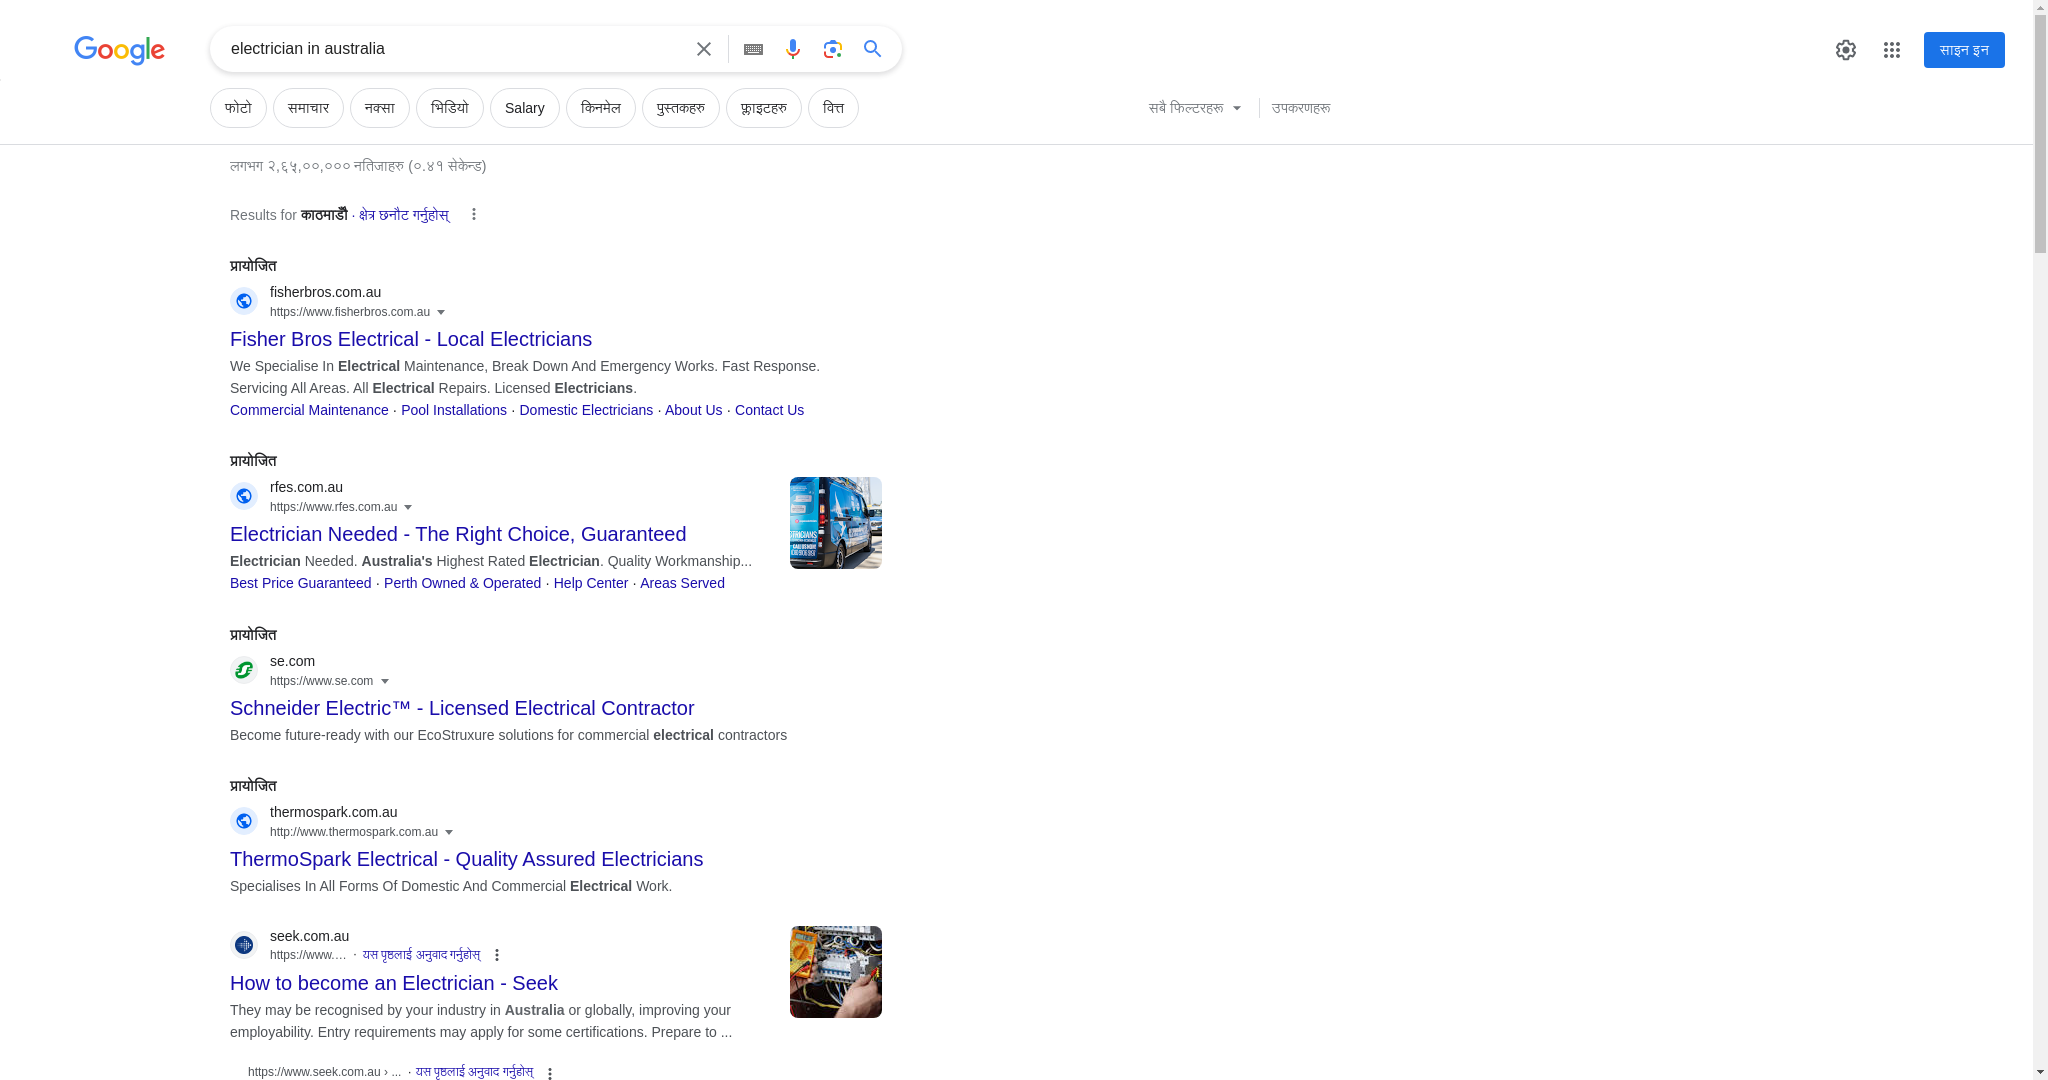 Google
electrician in australia
साइन इन
फोटो समाचार नक्सा भिडियो Salary किनमेल पुस्तकहरु फ्लाइटहरु वित्त
सबै फिल्टरहरू उपकरणहरू
लगभग २,६५,००,००० नतिजाहरु (०.४१ सेकेन्ड)
Results for काठमाडौँ · क्षेत्र छनौट गर्नुहोस्
प्रायोजित
fisherbros.com.au
https://www.fisherbros.com.au
Fisher Bros Electrical - Local Electricians
We Specialise In Electrical Maintenance, Break Down And Emergency Works. Fast Response.
Servicing All Areas. All Electrical Repairs. Licensed Electricians.
Commercial Maintenance · Pool Installations · Domestic Electricians · About Us · Contact Us
प्रायोजित
rfes.com.au
https://www.rfes.com.au
Electrician Needed - The Right Choice, Guaranteed
Electrician Needed. Australia's Highest Rated Electrician. Quality Workmanship...
Best Price Guaranteed · Perth Owned & Operated · Help Center · Areas Served
प्रायोजित
se.com
https://www.se.com
Schneider Electric™ - Licensed Electrical Contractor
Become future-ready with our EcoStruxure solutions for commercial electrical contractors
प्रायोजित
thermospark.com.au
http://www.thermospark.com.au
ThermoSpark Electrical - Quality Assured Electricians
Specialises In All Forms Of Domestic And Commercial Electrical Work.
seek.com.au
https://www.… · यस पृष्ठलाई अनुवाद गर्नुहोस्
How to become an Electrician - Seek
They may be recognised by your industry in Australia or globally, improving your
employability. Entry requirements may apply for some certifications. Prepare to ...
https://www.seek.com.au › ... · यस पृष्ठलाई अनुवाद गर्नुहोस्